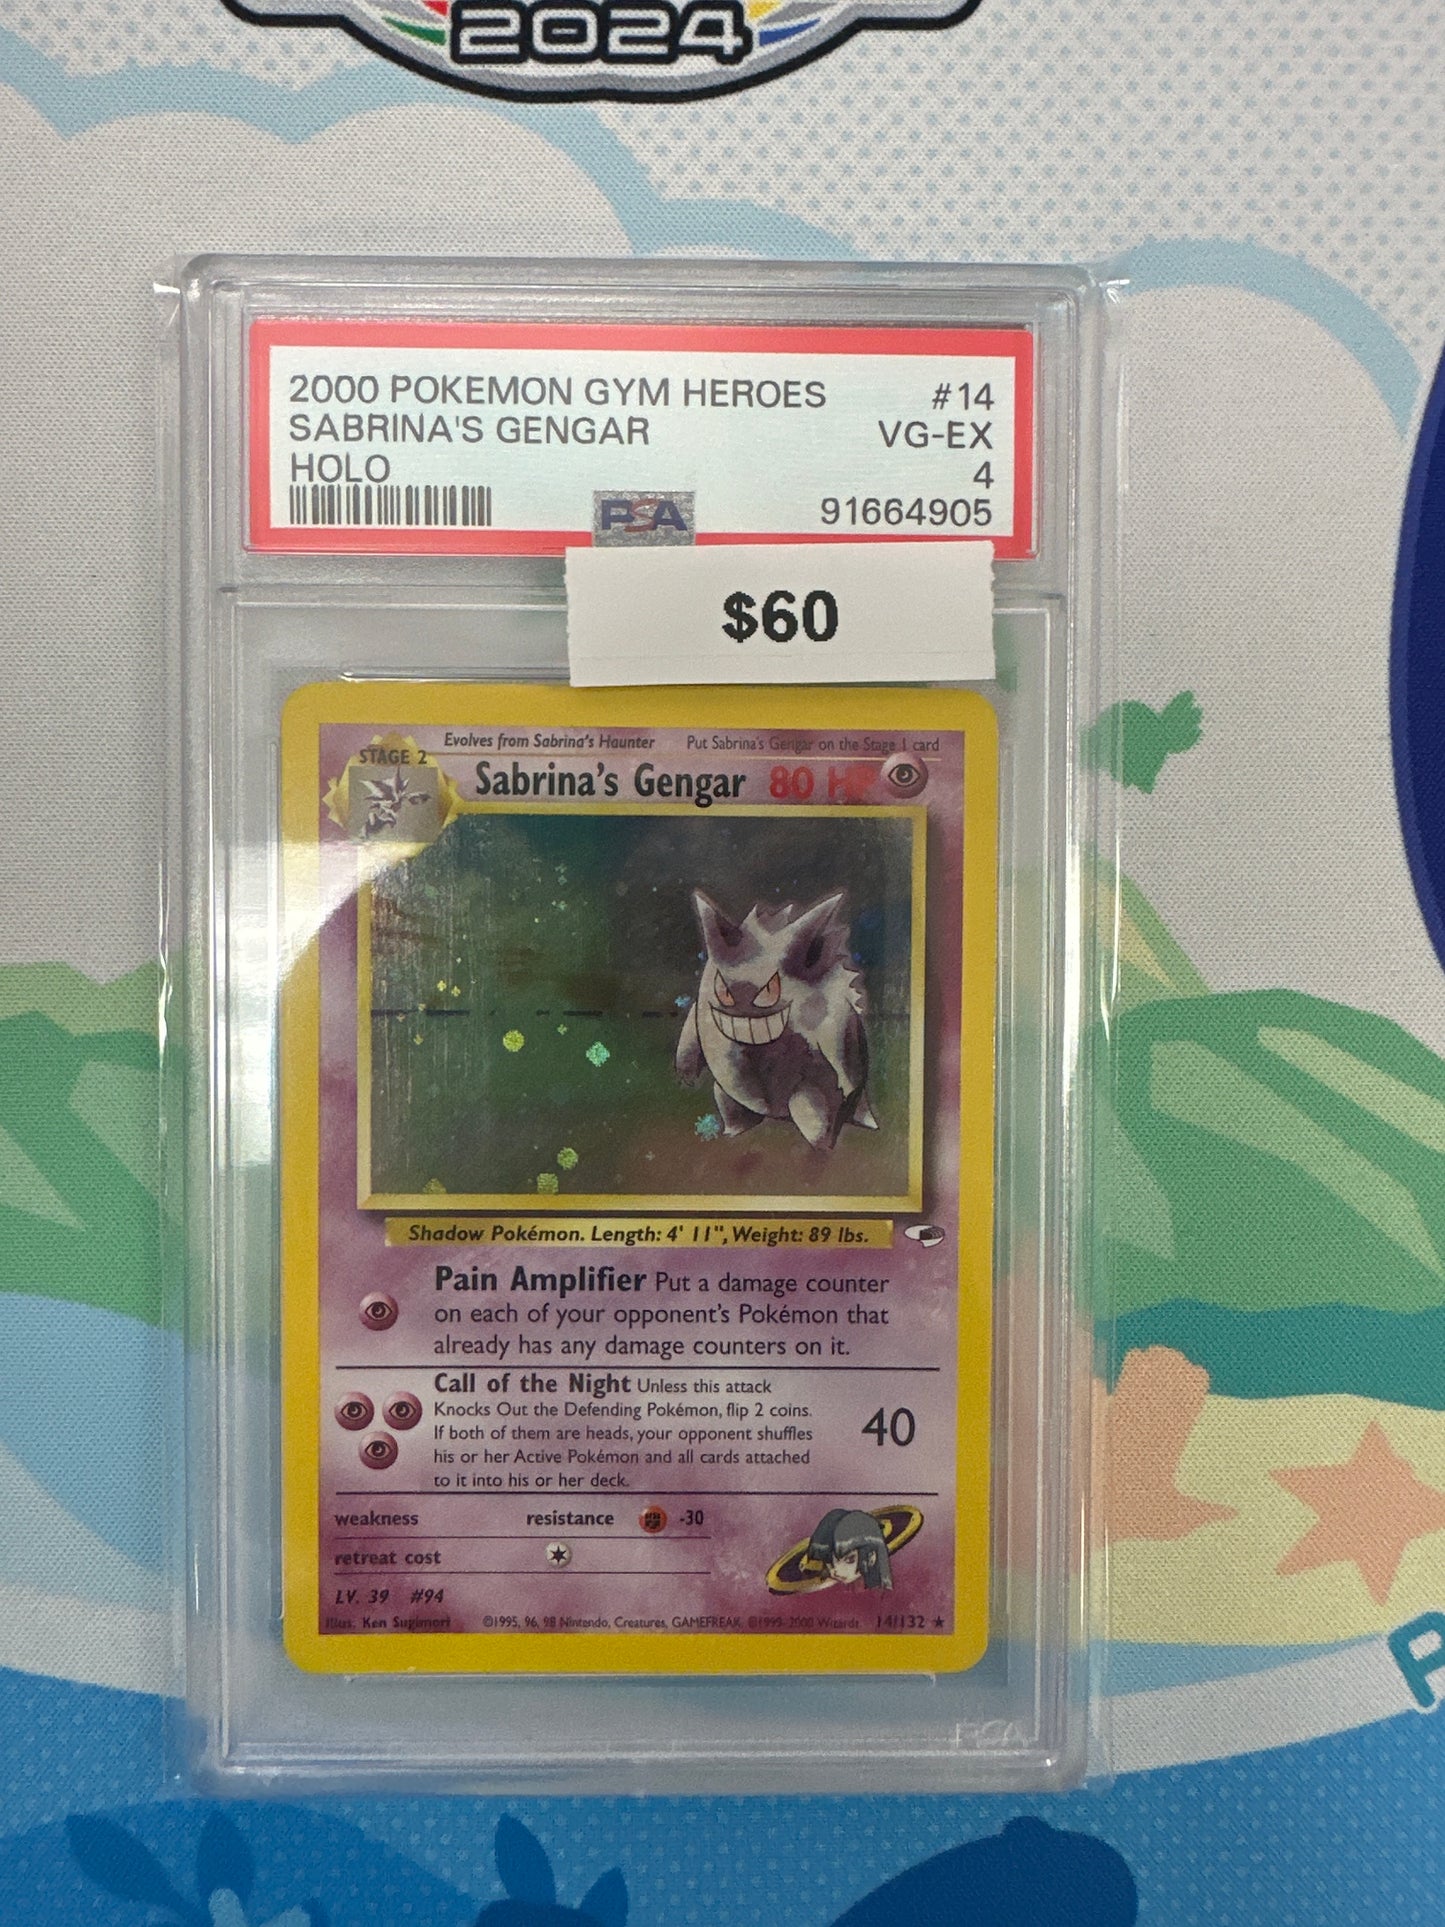 2024
2000 POKEMON GYM HEROES #14
SABRINA'S GENGAR VG-EX
HOLO 4
91664905
PSA
$60
Evolves from Sabrina's Haunter Put Sabrina's Gengar on the Stage 1 card
STAGE 2
Sabrina's Gengar 80 HP
Shadow Pokémon. Length: 4' 11", Weight: 89 lbs.
Pain Amplifier Put a damage counter
on each of your opponent's Pokémon that
already has any damage counters on it.
Call of the Night Unless this attack
Knocks Out the Defending Pokémon, flip 2 coins.
If both of them are heads, your opponent shuffles
his or her Active Pokémon and all cards attached
to it into his or her deck.
40
weakness resistance -30
retreat cost
LV. 39 #94
Illus. Ken Sugimori ©1995, 96, 98 Nintendo, Creatures, GAMEFREAK. ©1999-2000 Wizards 14/132 ★
PSA
P